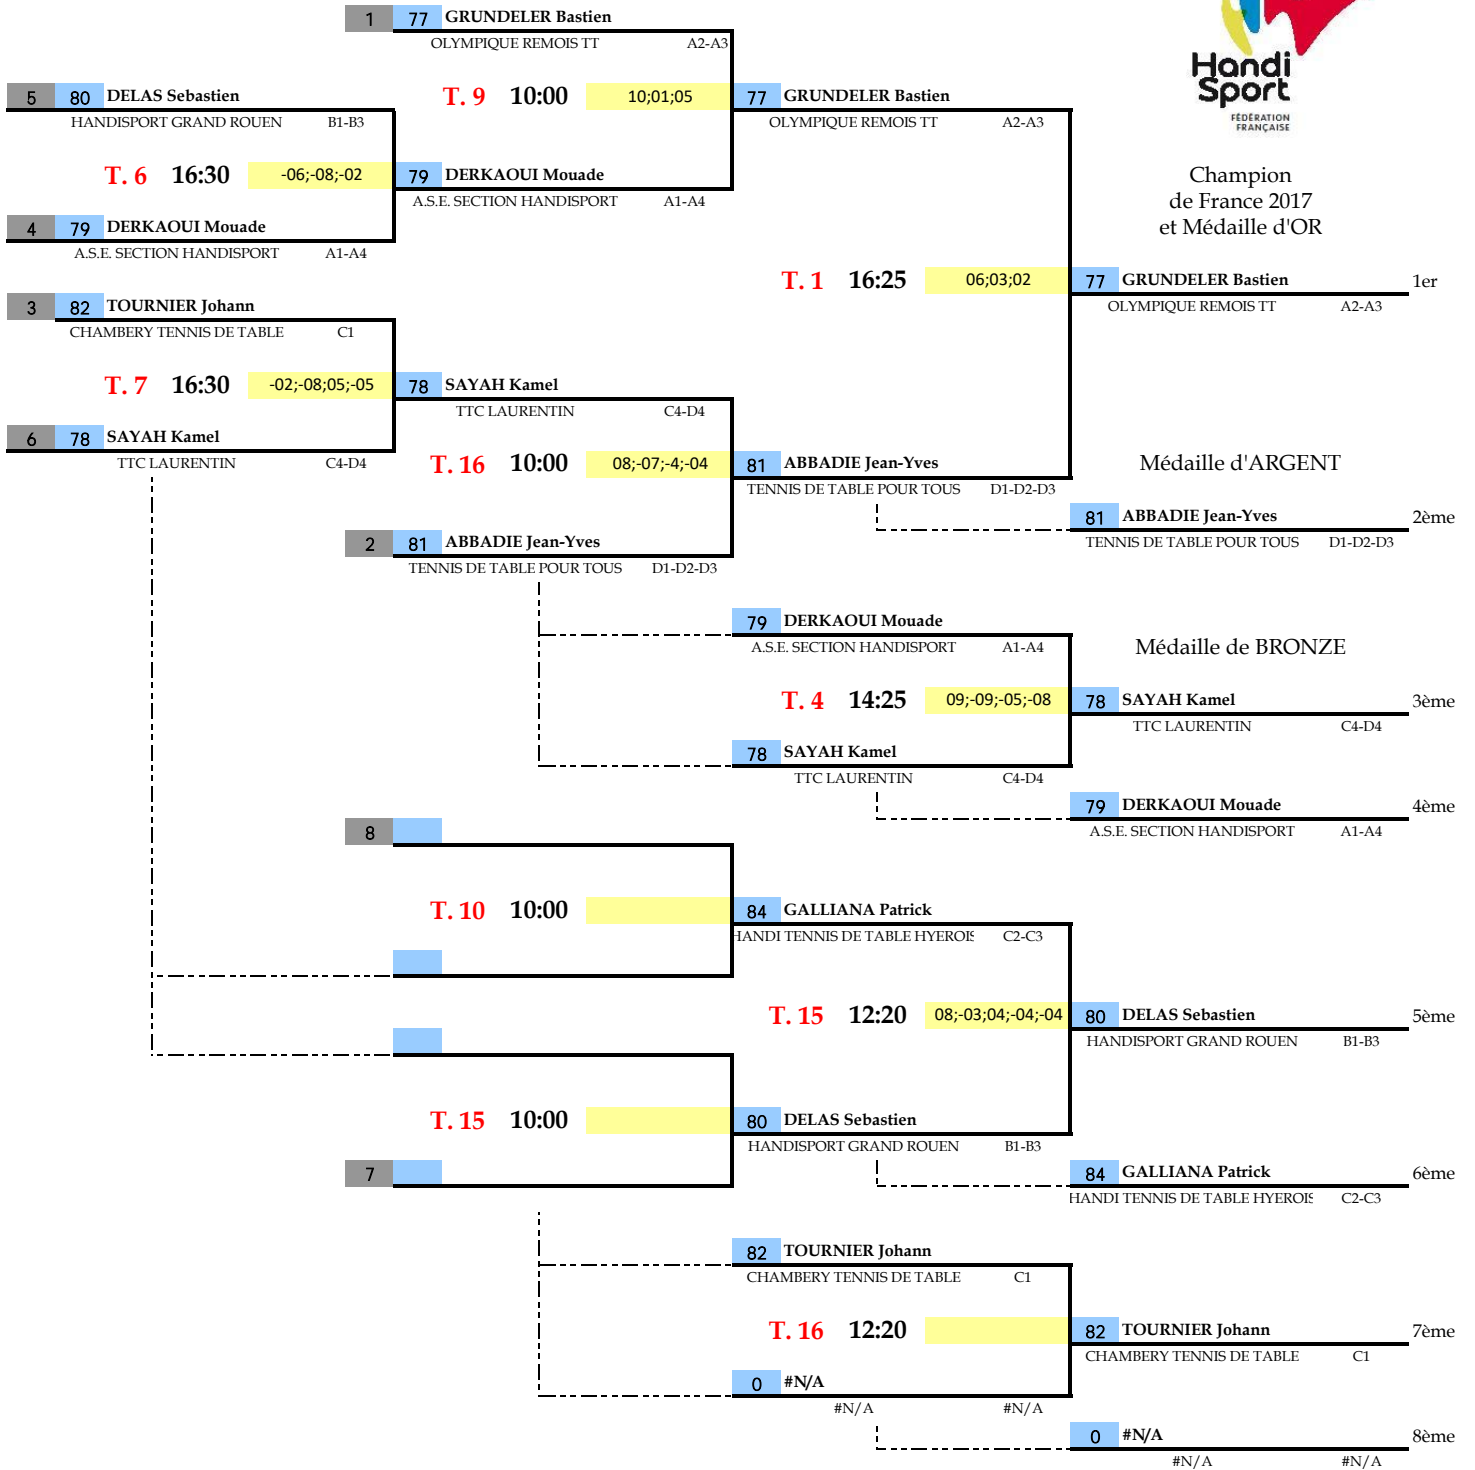 1 77 GRUNDELER Bastien
OLYMPIQUE REMOIS TT A2-A3
Handi
Sport
FÉDÉRATION
FRANÇAISE
5 80 DELAS Sebastien
HANDISPORT GRAND ROUEN B1-B3
T. 9 10:00 10;01;05
77 GRUNDELER Bastien
OLYMPIQUE REMOIS TT A2-A3
T. 6 16:30 -06;-08;-02
79 DERKAOUI Mouade
A.S.E. SECTION HANDISPORT A1-A4
Champion
de France 2017
et Médaille d'OR
4 79 DERKAOUI Mouade
A.S.E. SECTION HANDISPORT A1-A4
T. 1 16:25 06;03;02
77 GRUNDELER Bastien 1er
OLYMPIQUE REMOIS TT A2-A3
3 82 TOURNIER Johann
CHAMBERY TENNIS DE TABLE C1
T. 7 16:30 -02;-08;05;-05
78 SAYAH Kamel
TTC LAURENTIN C4-D4
6 78 SAYAH Kamel
TTC LAURENTIN C4-D4
T. 16 10:00 08;-07;-4;-04
81 ABBADIE Jean-Yves
TENNIS DE TABLE POUR TOUS D1-D2-D3
Médaille d'ARGENT
81 ABBADIE Jean-Yves 2ème
TENNIS DE TABLE POUR TOUS D1-D2-D3
2 81 ABBADIE Jean-Yves
TENNIS DE TABLE POUR TOUS D1-D2-D3
79 DERKAOUI Mouade
A.S.E. SECTION HANDISPORT A1-A4
Médaille de BRONZE
T. 4 14:25 09;-09;-05;-08
78 SAYAH Kamel 3ème
TTC LAURENTIN C4-D4
78 SAYAH Kamel
TTC LAURENTIN C4-D4
79 DERKAOUI Mouade 4ème
A.S.E. SECTION HANDISPORT A1-A4
8
T. 10 10:00
84 GALLIANA Patrick
HANDI TENNIS DE TABLE HYEROIS C2-C3
T. 15 12:20 08;-03;04;-04;-04
80 DELAS Sebastien 5ème
HANDISPORT GRAND ROUEN B1-B3
T. 15 10:00
80 DELAS Sebastien
HANDISPORT GRAND ROUEN B1-B3
7
84 GALLIANA Patrick 6ème
HANDI TENNIS DE TABLE HYEROIS C2-C3
82 TOURNIER Johann
CHAMBERY TENNIS DE TABLE C1
T. 16 12:20
82 TOURNIER Johann 7ème
CHAMBERY TENNIS DE TABLE C1
0 #N/A
#N/A #N/A
0 #N/A 8ème
#N/A #N/A